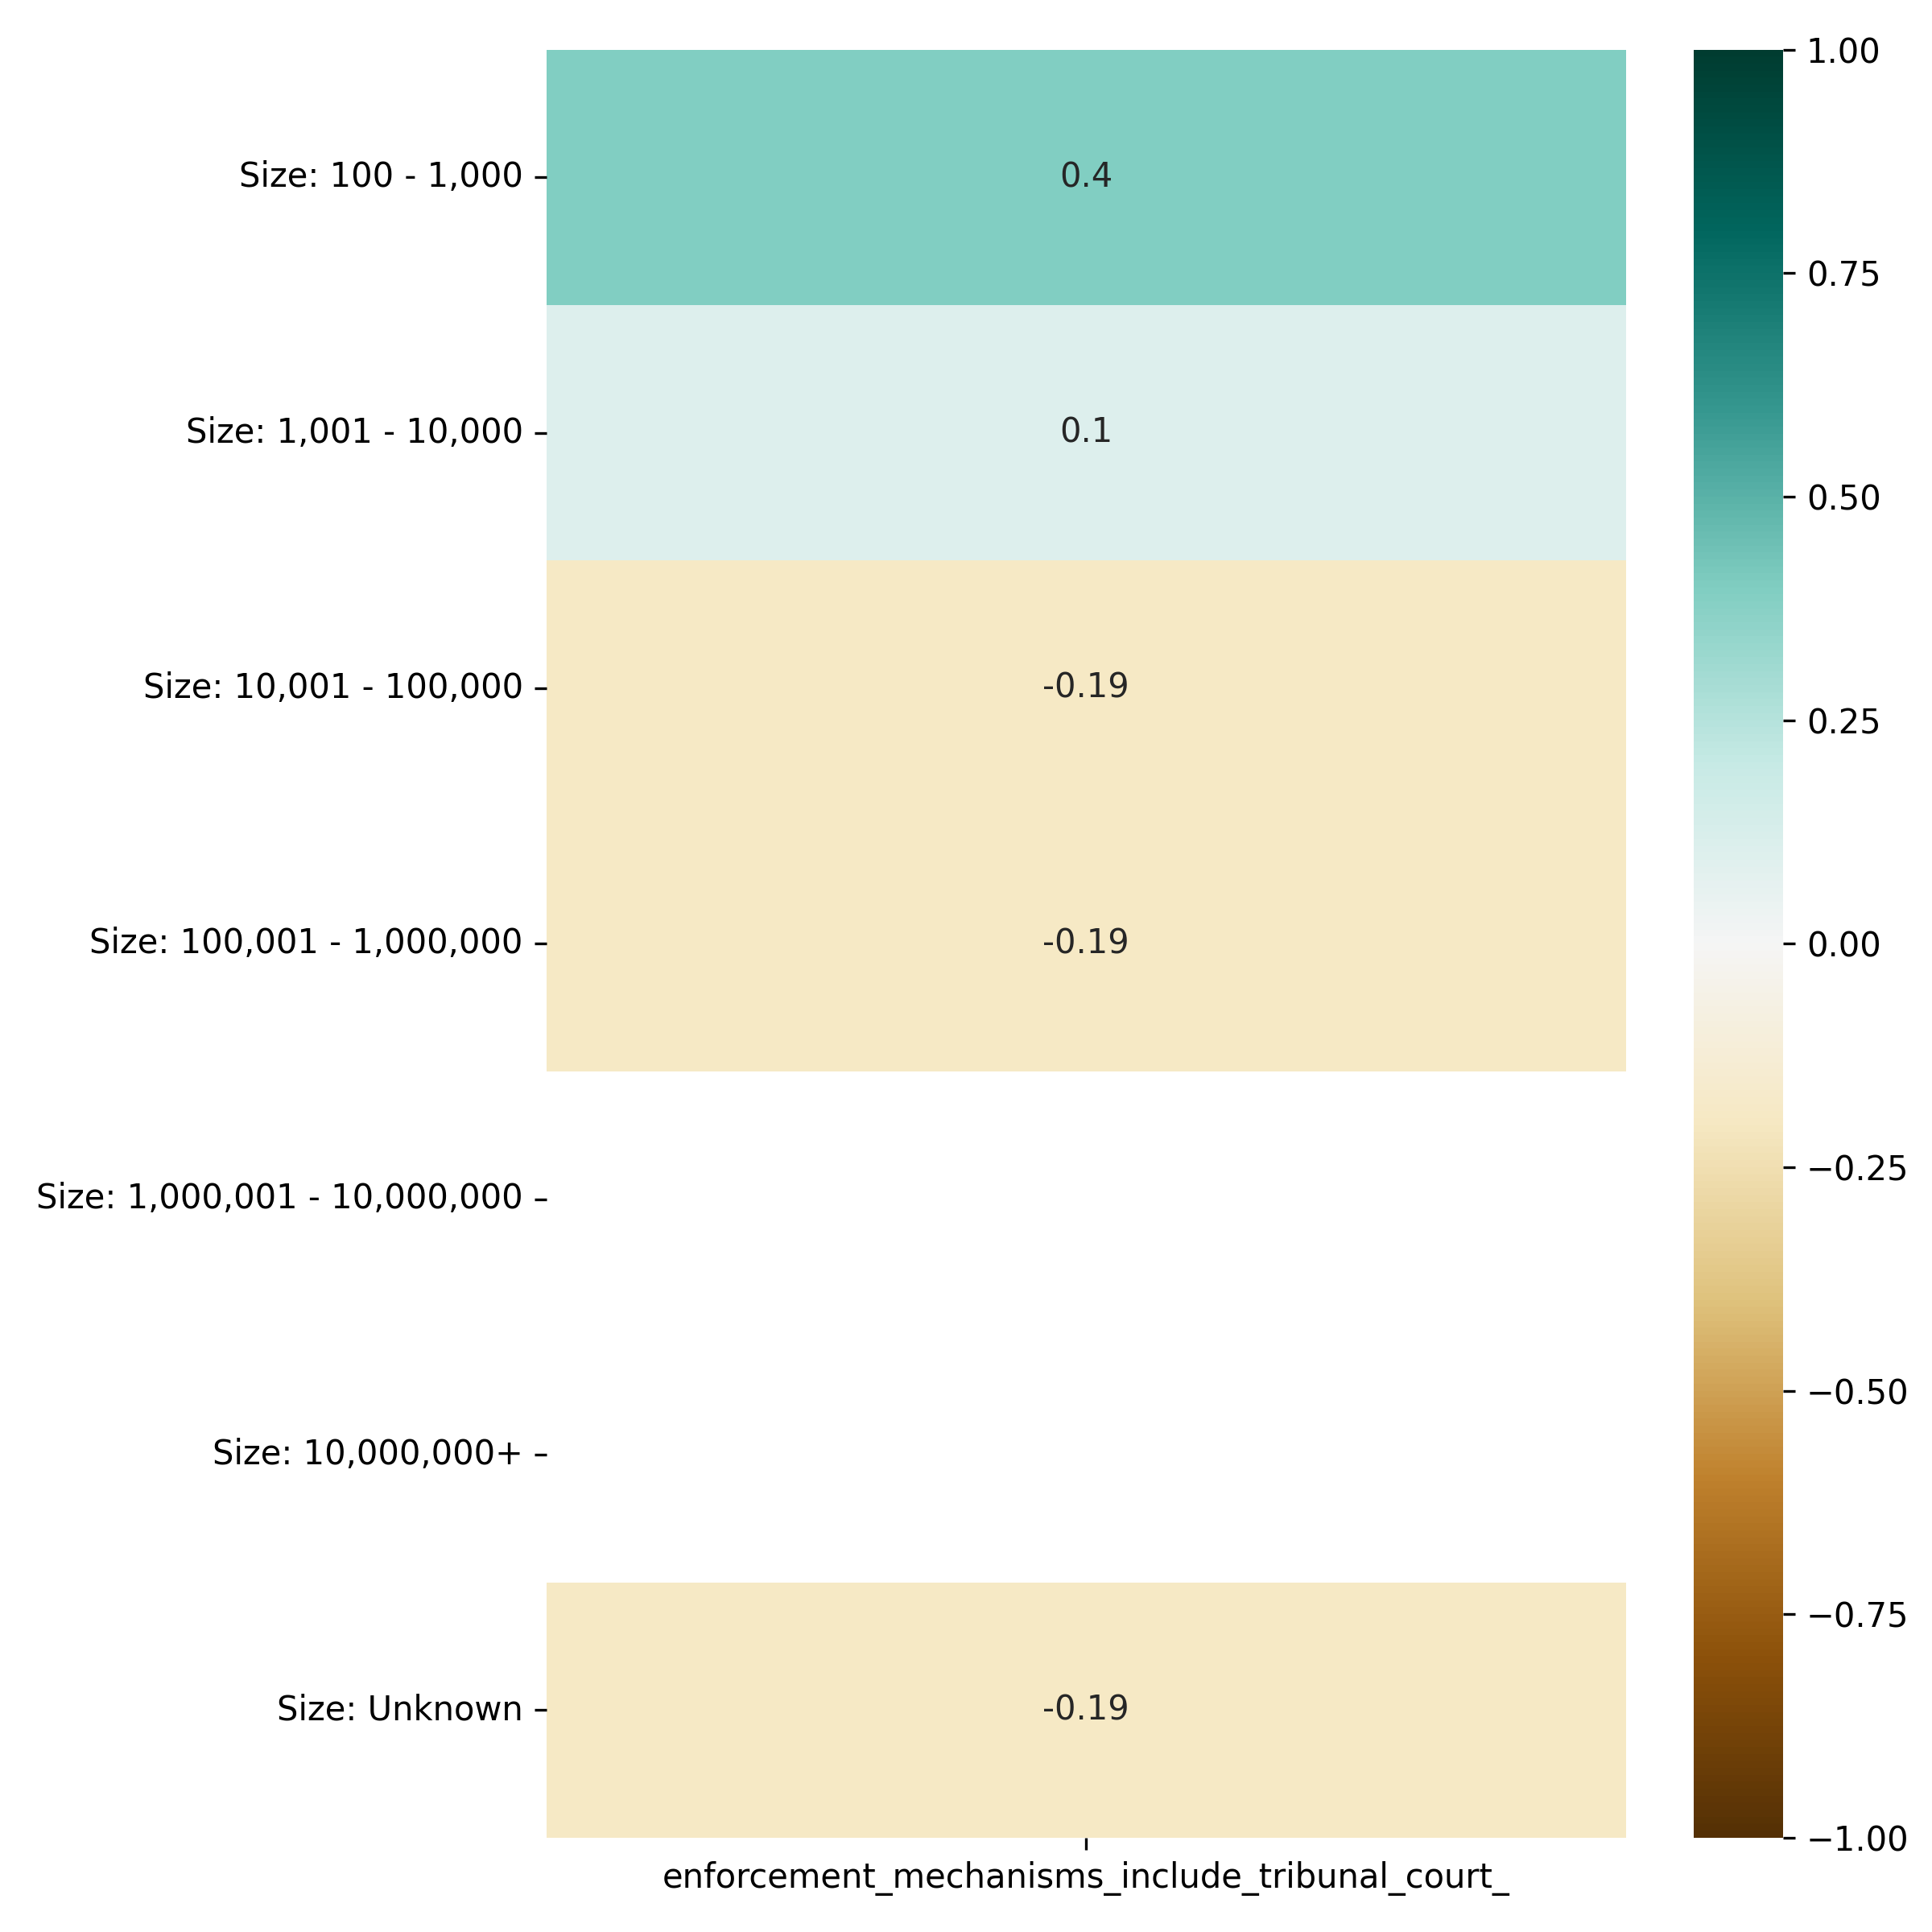 Size: 100 - 1,000
0.4
Size: 1,001 - 10,000
0.1
Size: 10,001 - 100,000
-0.19
Size: 100,001 - 1,000,000
-0.19
Size: 1,000,001 - 10,000,000
Size: 10,000,000+
Size: Unknown
-0.19
enforcement_mechanisms_include_tribunal_court_
1.00
0.75
0.50
0.25
0.00
−0.25
−0.50
−0.75
−1.00